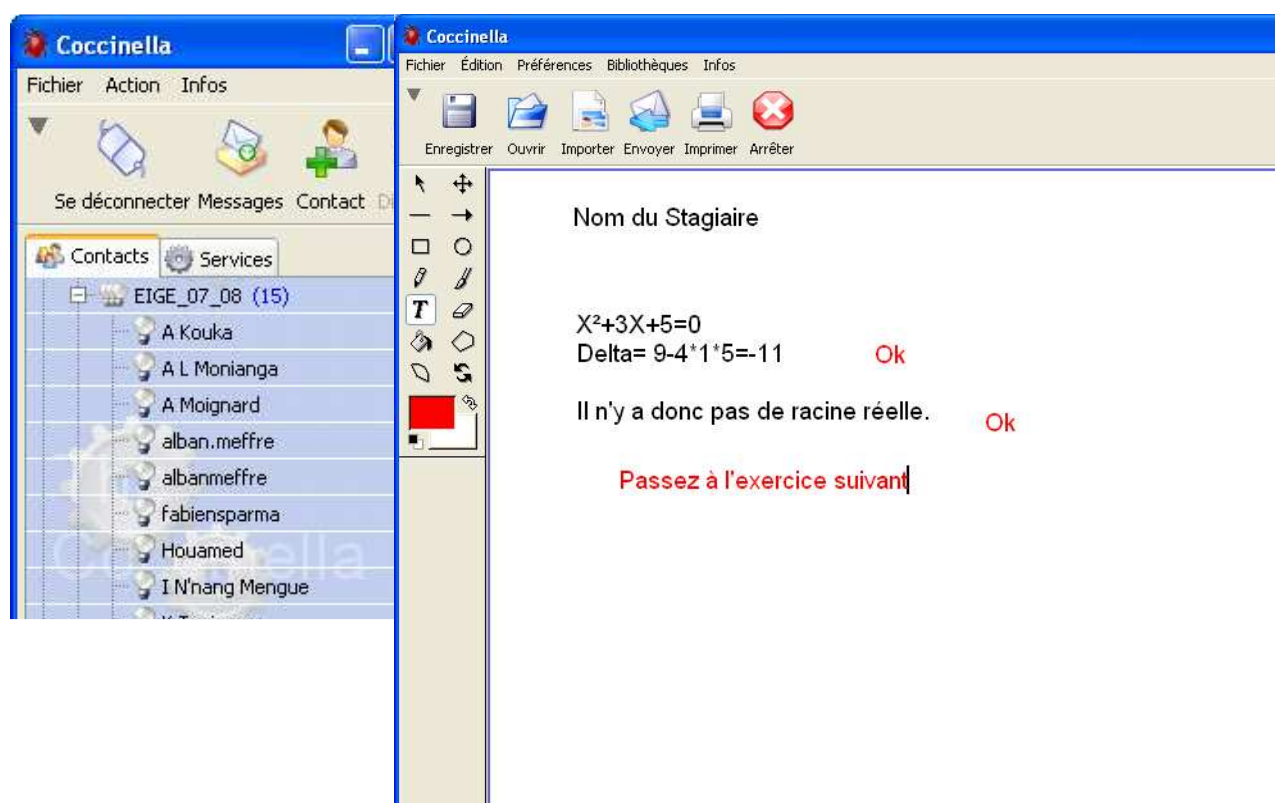 Coccinella
Fichier Action Infos
Se déconnecter Messages Contact
Contacts Services
EIGE_07_08 (15)
A Kouka
A L Monianga
A Moignard
alban.meffre
albanmeffre
fabiensparma
Houamed
I N'nang Mengue
Coccinella
Fichier Édition Préférences Bibliothèques Infos
Enregistrer Ouvrir Importer Envoyer Imprimer Arrêter
T
Nom du Stagiaire
X²+3X+5=0
Delta= 9-4*1*5=-11 Ok
Il n'y a donc pas de racine réelle. Ok
Passez à l'exercice suivant